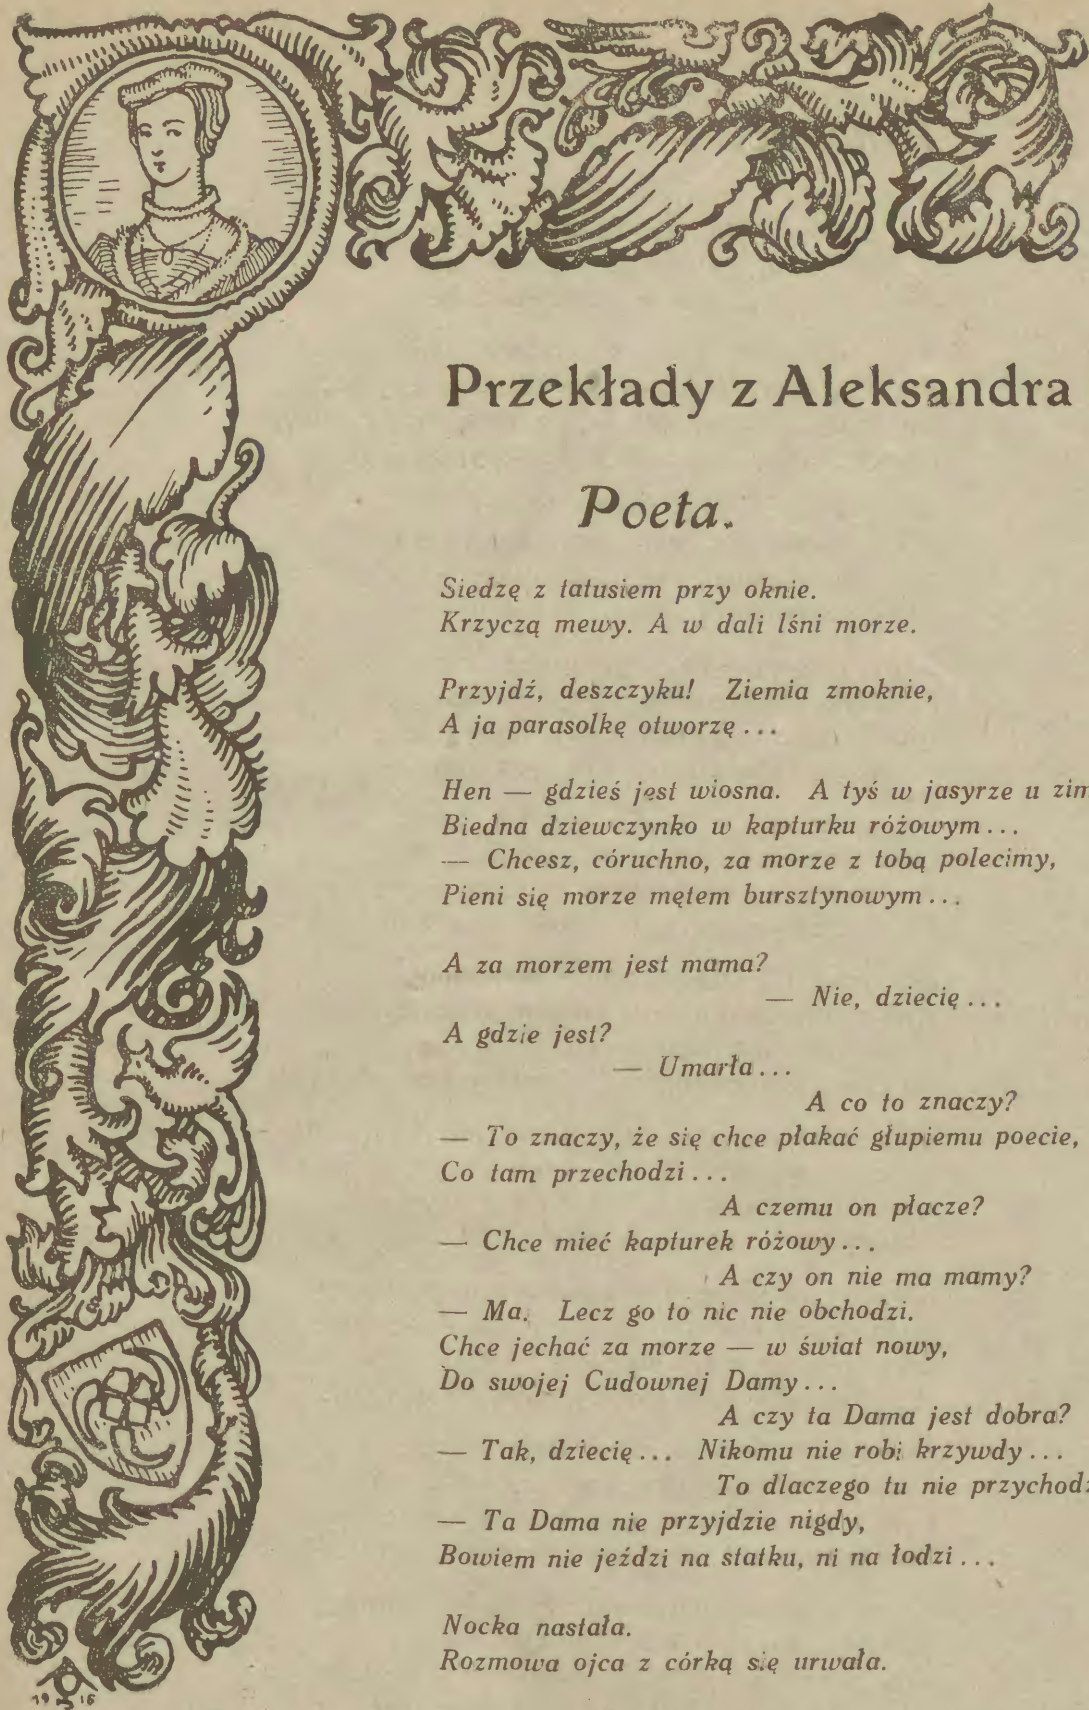 Przekłady z Aleksandra
Poeta.
Siedzę z tatusiem przy oknie.
Krzyczą mewy. A w dali lśni morze.
Przyjdź, deszczyku! Ziemia zmoknie,
A ja parasolkę otworzę...
Hen — gdzieś jest wiosna. A tyś w jasyrze u zim
Biedna dziewczynko w kapturku różowym...
— Chcesz, córuchno, za morze z tobą polecimy,
Pieni się morze mętem bursztynowym...
A za morzem jest mama?
— Nie, dziecię...
A gdzie jest?
— Umarła...
A co to znaczy?
— To znaczy, że się chce płakać głupiemu poecie,
Co tam przechodzi...
A czemu on płacze?
— Chce mieć kapturek różowy...
A czy on nie ma mamy?
— Ma. Lecz go to nic nie obchodzi.
Chce jechać za morze — w świat nowy,
Do swojej Cudownej Damy...
A czy ta Dama jest dobra?
— Tak, dziecię... Nikomu nie robi krzywdy...
To dlaczego tu nie przychodz
— Ta Dama nie przyjdzie nigdy,
Bowiem nie jeździ na statku, ni na łodzi...
Nocka nastała.
Rozmowa ojca z córką się urwała.
19 16